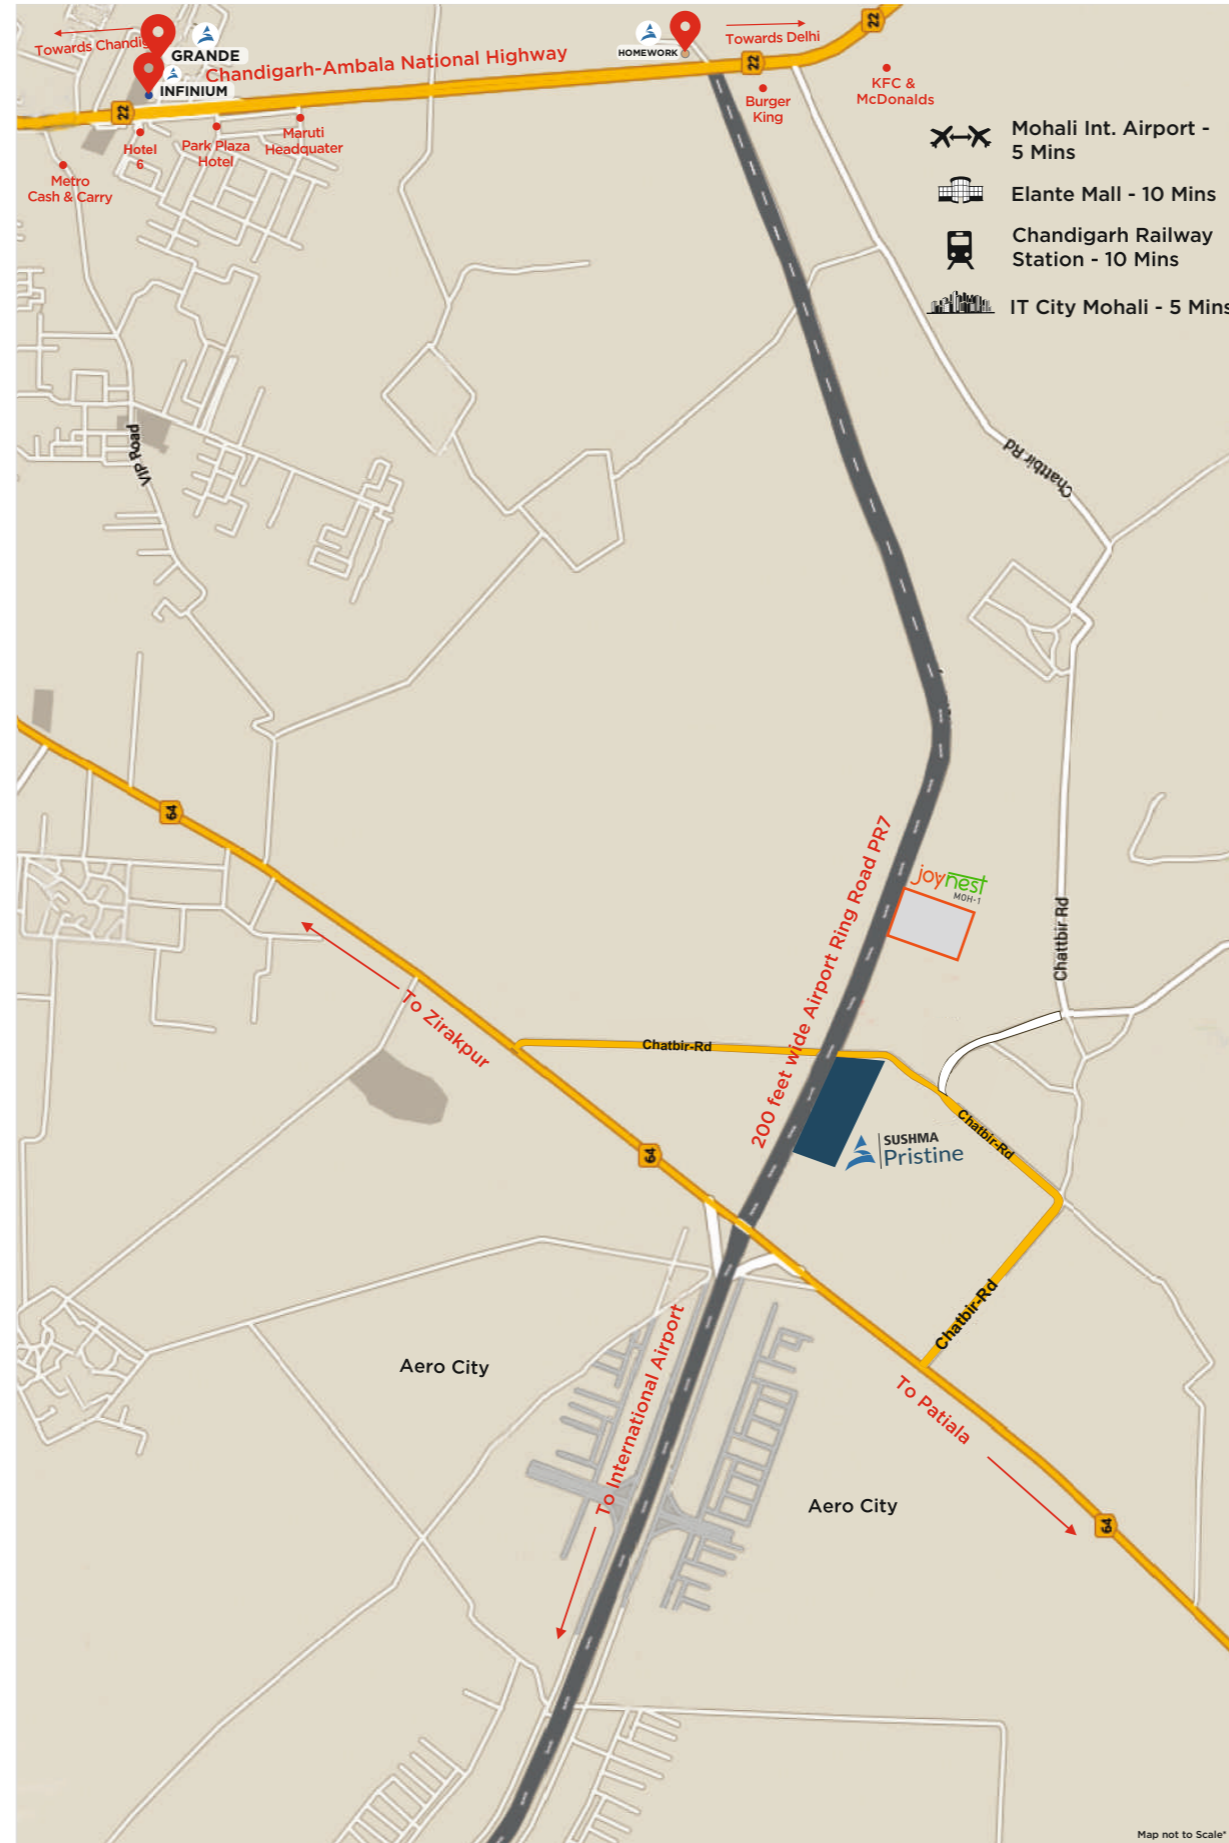 Towards Chandig
GRANDE
INFINIUM
Chandigarh-Ambala National Highway
HOMEWORK
Towards Delhi
22
22
22
Hotel
6
Park Plaza
Hotel
Maruti
Headquater
Metro
Cash & Carry
Burger
King
KFC &
McDonalds
Mohali Int. Airport -
5 Mins
Elante Mall - 10 Mins
Chandigarh Railway
Station - 10 Mins
IT City Mohali - 5 Mins
VIP Road
Chattbir Rd
64
200 feet wide Airport Ring Road PR7
joynest
MOH-1
Chattbir-Rd
To Zirakpur
Chatbir-Rd
64
SUSHMA
Pristine
Chatbir-Rd
Chatbir-Rd
To International Airport
Aero City
To Patiala
Aero City
64
Map not to Scale*